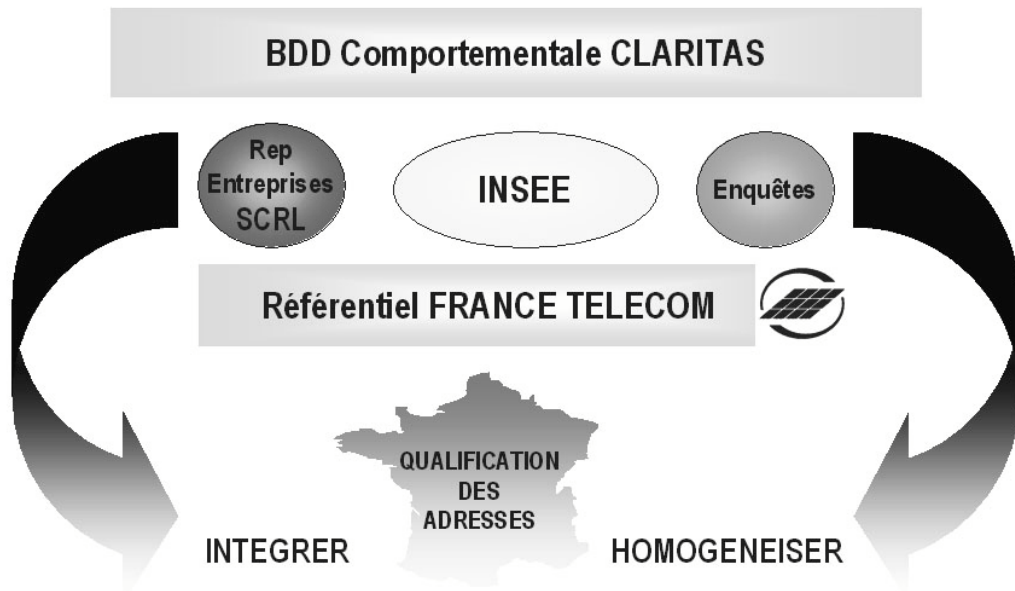 BDD Comportementale CLARITAS
Rep
Entreprises
SCRL
INSEE
Enquêtes
Référentiel FRANCE TELECOM
QUALIFICATION
DES
ADRESSES
INTEGRER
HOMOGENEISER